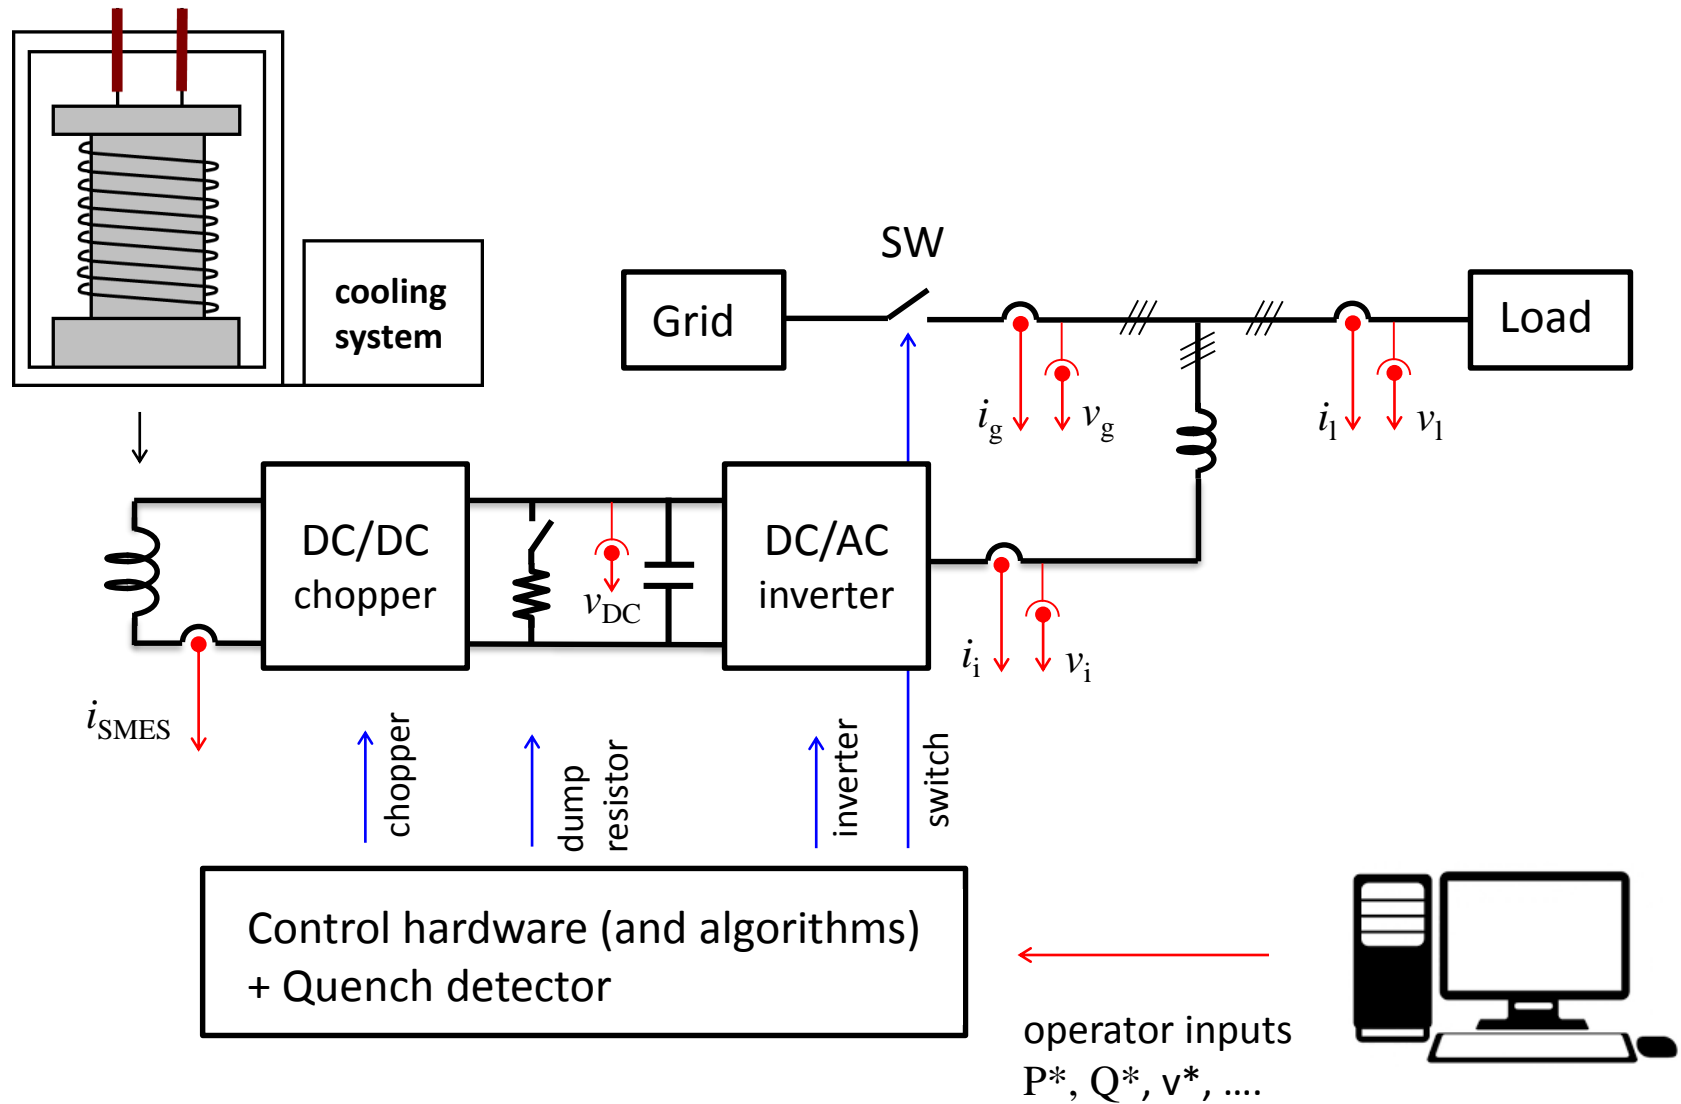 cooling
system
SW
Grid
Load
i_g
v_g
i_l
v_l
DC/DC
chopper
v_DC
DC/AC
inverter
i_i
v_i
i_SMES
chopper
dump
resistor
inverter
switch
Control hardware (and algorithms)
+ Quench detector
operator inputs
P*, Q*, v*, ....